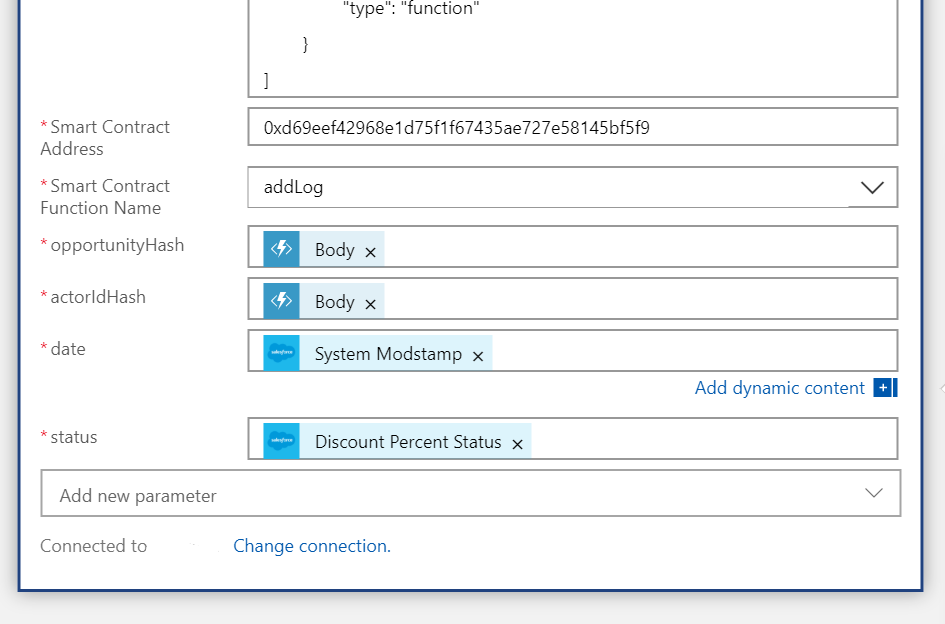 "type": "function"
}
]
* Smart Contract Address
0xd69eef42968e1d75f1f67435ae727e58145bf5f9
* Smart Contract Function Name
addLog
* opportunityHash
Body ×
* actorIdHash
Body ×
* date
salesforce
System Modstamp ×
Add dynamic content
* status
salesforce
Discount Percent Status ×
Add new parameter
Connected to
Change connection.